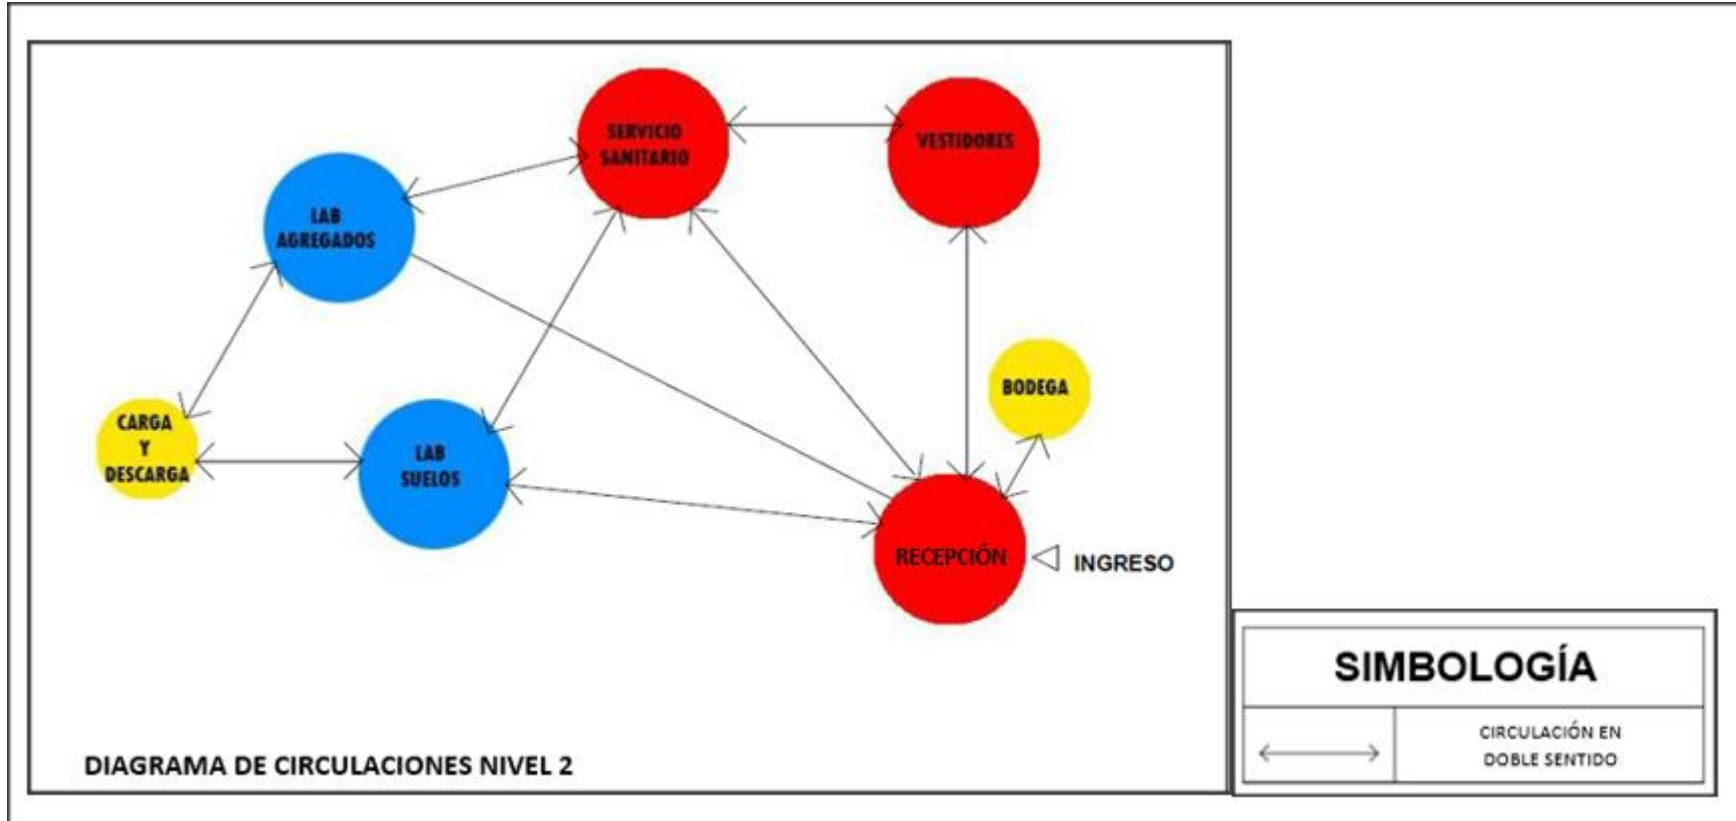 SERVICIO
SANITARIO
VESTIDORES
LAB
AGREGADOS
BODEGA
CARGA
Y
DESCARGA
LAB
SUELOS
RECEPCIÓN
INGRESO
DIAGRAMA DE CIRCULACIONES NIVEL 2
SIMBOLOGÍA
CIRCULACIÓN EN
DOBLE SENTIDO